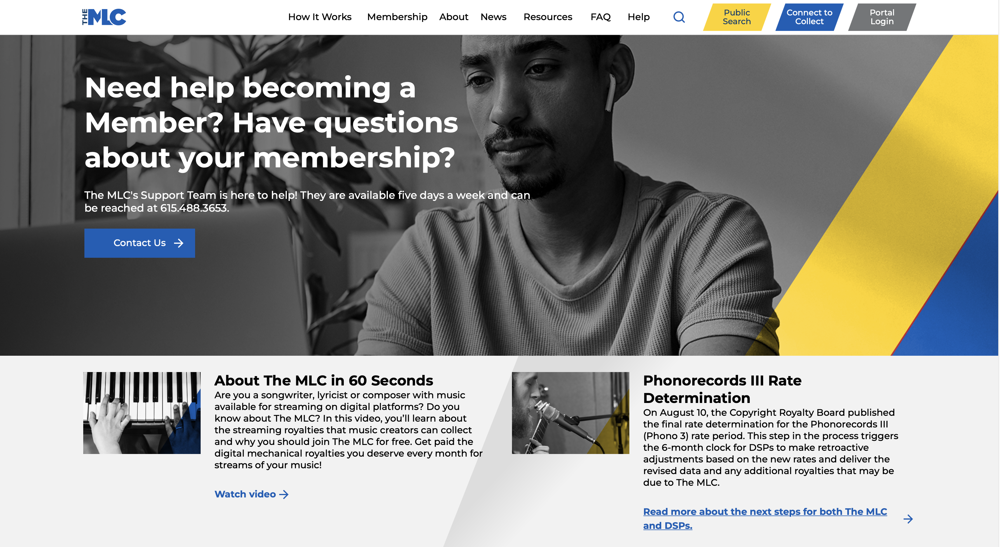 THE MLC
How It Works Membership About News Resources FAQ Help
Public
Search
Connect to
Collect
Portal
Login
Need help becoming a
Member? Have questions
about your membership?
The MLC's Support Team is here to help! They are available five days a week and can
be reached at 615.488.3653.
Contact Us
About The MLC in 60 Seconds
Are you a songwriter, lyricist or composer with music
available for streaming on digital platforms? Do you
know about The MLC? In this video, you’ll learn about
the streaming royalties that music creators can collect
and why you should join The MLC for free. Get paid the
digital mechanical royalties you deserve every month for
streams of your music!
Watch video
Phonorecords III Rate
Determination
On August 10, the Copyright Royalty Board published
the final rate determination for the Phonorecords III
(Phono 3) rate period. This step in the process triggers
the 6-month clock for DSPs to make retroactive
adjustments based on the new rates and deliver the
revised data and any additional royalties that may be
due to The MLC.
Read more about the next steps for both The MLC
and DSPs.